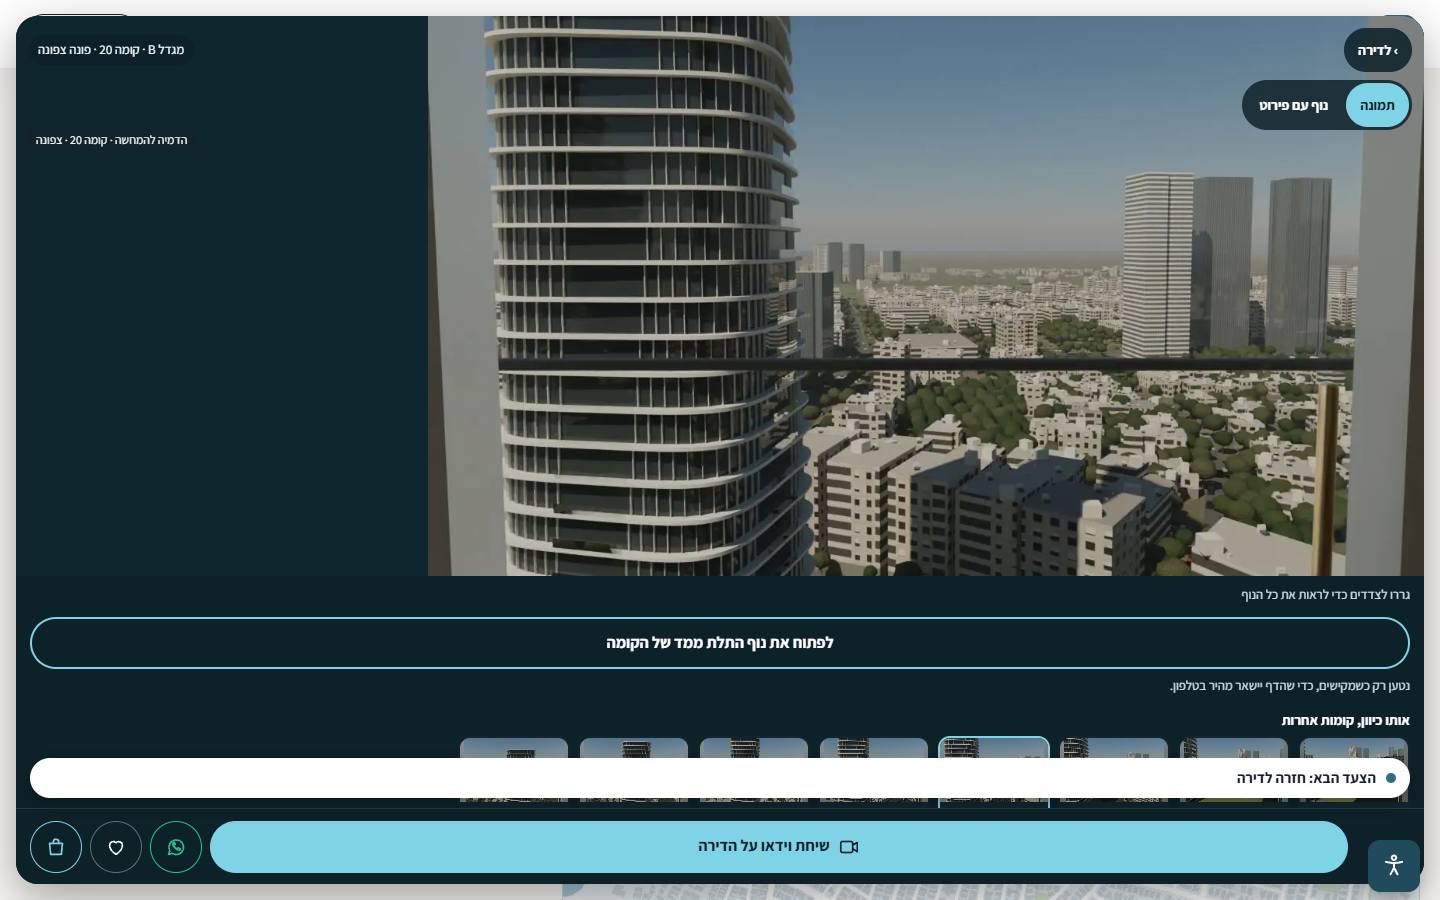 ‹ לדירה
מגדל B · קומה 20 · פונה צפונה
תמונה
נוף עם פירוט
הדמיה להמחשה · קומה 20 · צפונה
גררו לצדדים כדי לראות את כל הנוף
לפתוח את נוף התלת ממד של הקומה
נטען רק כשמקישים, כדי שהדף יישאר מהיר בטלפון.
אותו כיוון, קומות אחרות
הצעד הבא: חזרה לדירה
שיחת וידאו על הדירה